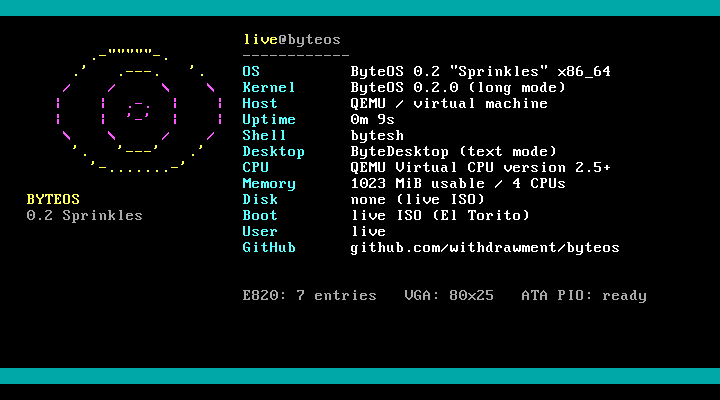 live@byteos
------------
OS ByteOS 0.2 "Sprinkles" x86_64
Kernel ByteOS 0.2.0 (long mode)
Host QEMU / virtual machine
Uptime 0m 9s
Shell bytesh
Desktop ByteDesktop (text mode)
CPU QEMU Virtual CPU version 2.5+
Memory 1023 MiB usable / 4 CPUs
Disk none (live ISO)
Boot live ISO (El Torito)
User live
GitHub github.com/withdrawment/byteos
BYTEOS
0.2 Sprinkles
E820: 7 entries VGA: 80x25 ATA PIO: ready